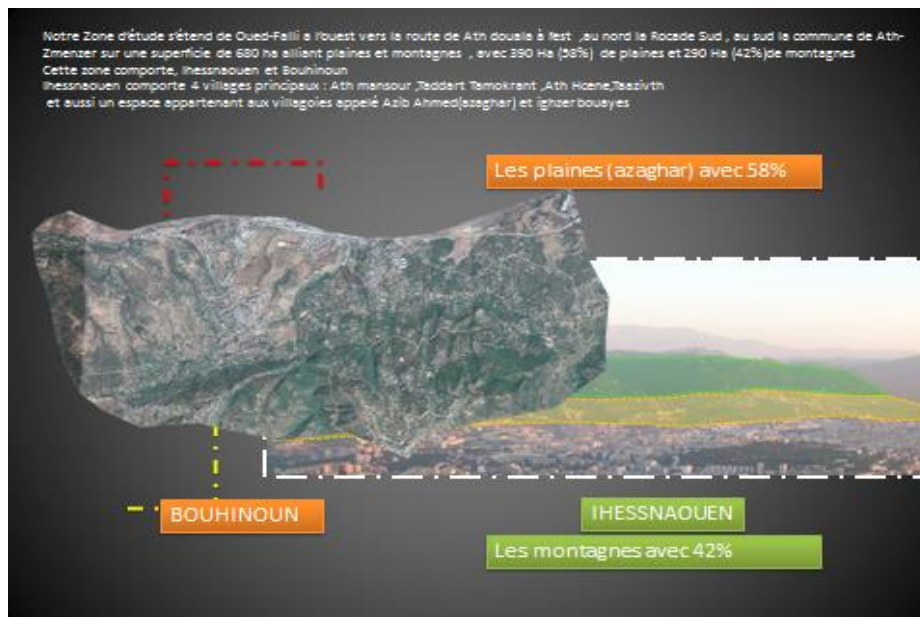 Notre Zone d'étude s'étend de Oued-Falli a l'ouest vers la route de Ath douala à l'est ,au nord la Rocade Sud , au sud la commune de Ath-
Zmenzer sur une superficie de 680 ha alliant plaines et montagnes , avec 390 Ha (58%) de plaines et 290 Ha (42%)de montagnes
Cette zone comporte, Ihessnaouen et Bouhinoun
Ihessnaouen comporte 4 villages principaux : Ath mansour ,Taddart Tamokrant ,Ath Hcene,Taazivth
et aussi un espace appartenant aux villagoies appelé Azib Ahmed(azaghar) et ighzer bouayes
Les plaines (azaghar) avec 58%
BOUHINOUN
IHESSNAOUEN
Les montagnes avec 42%